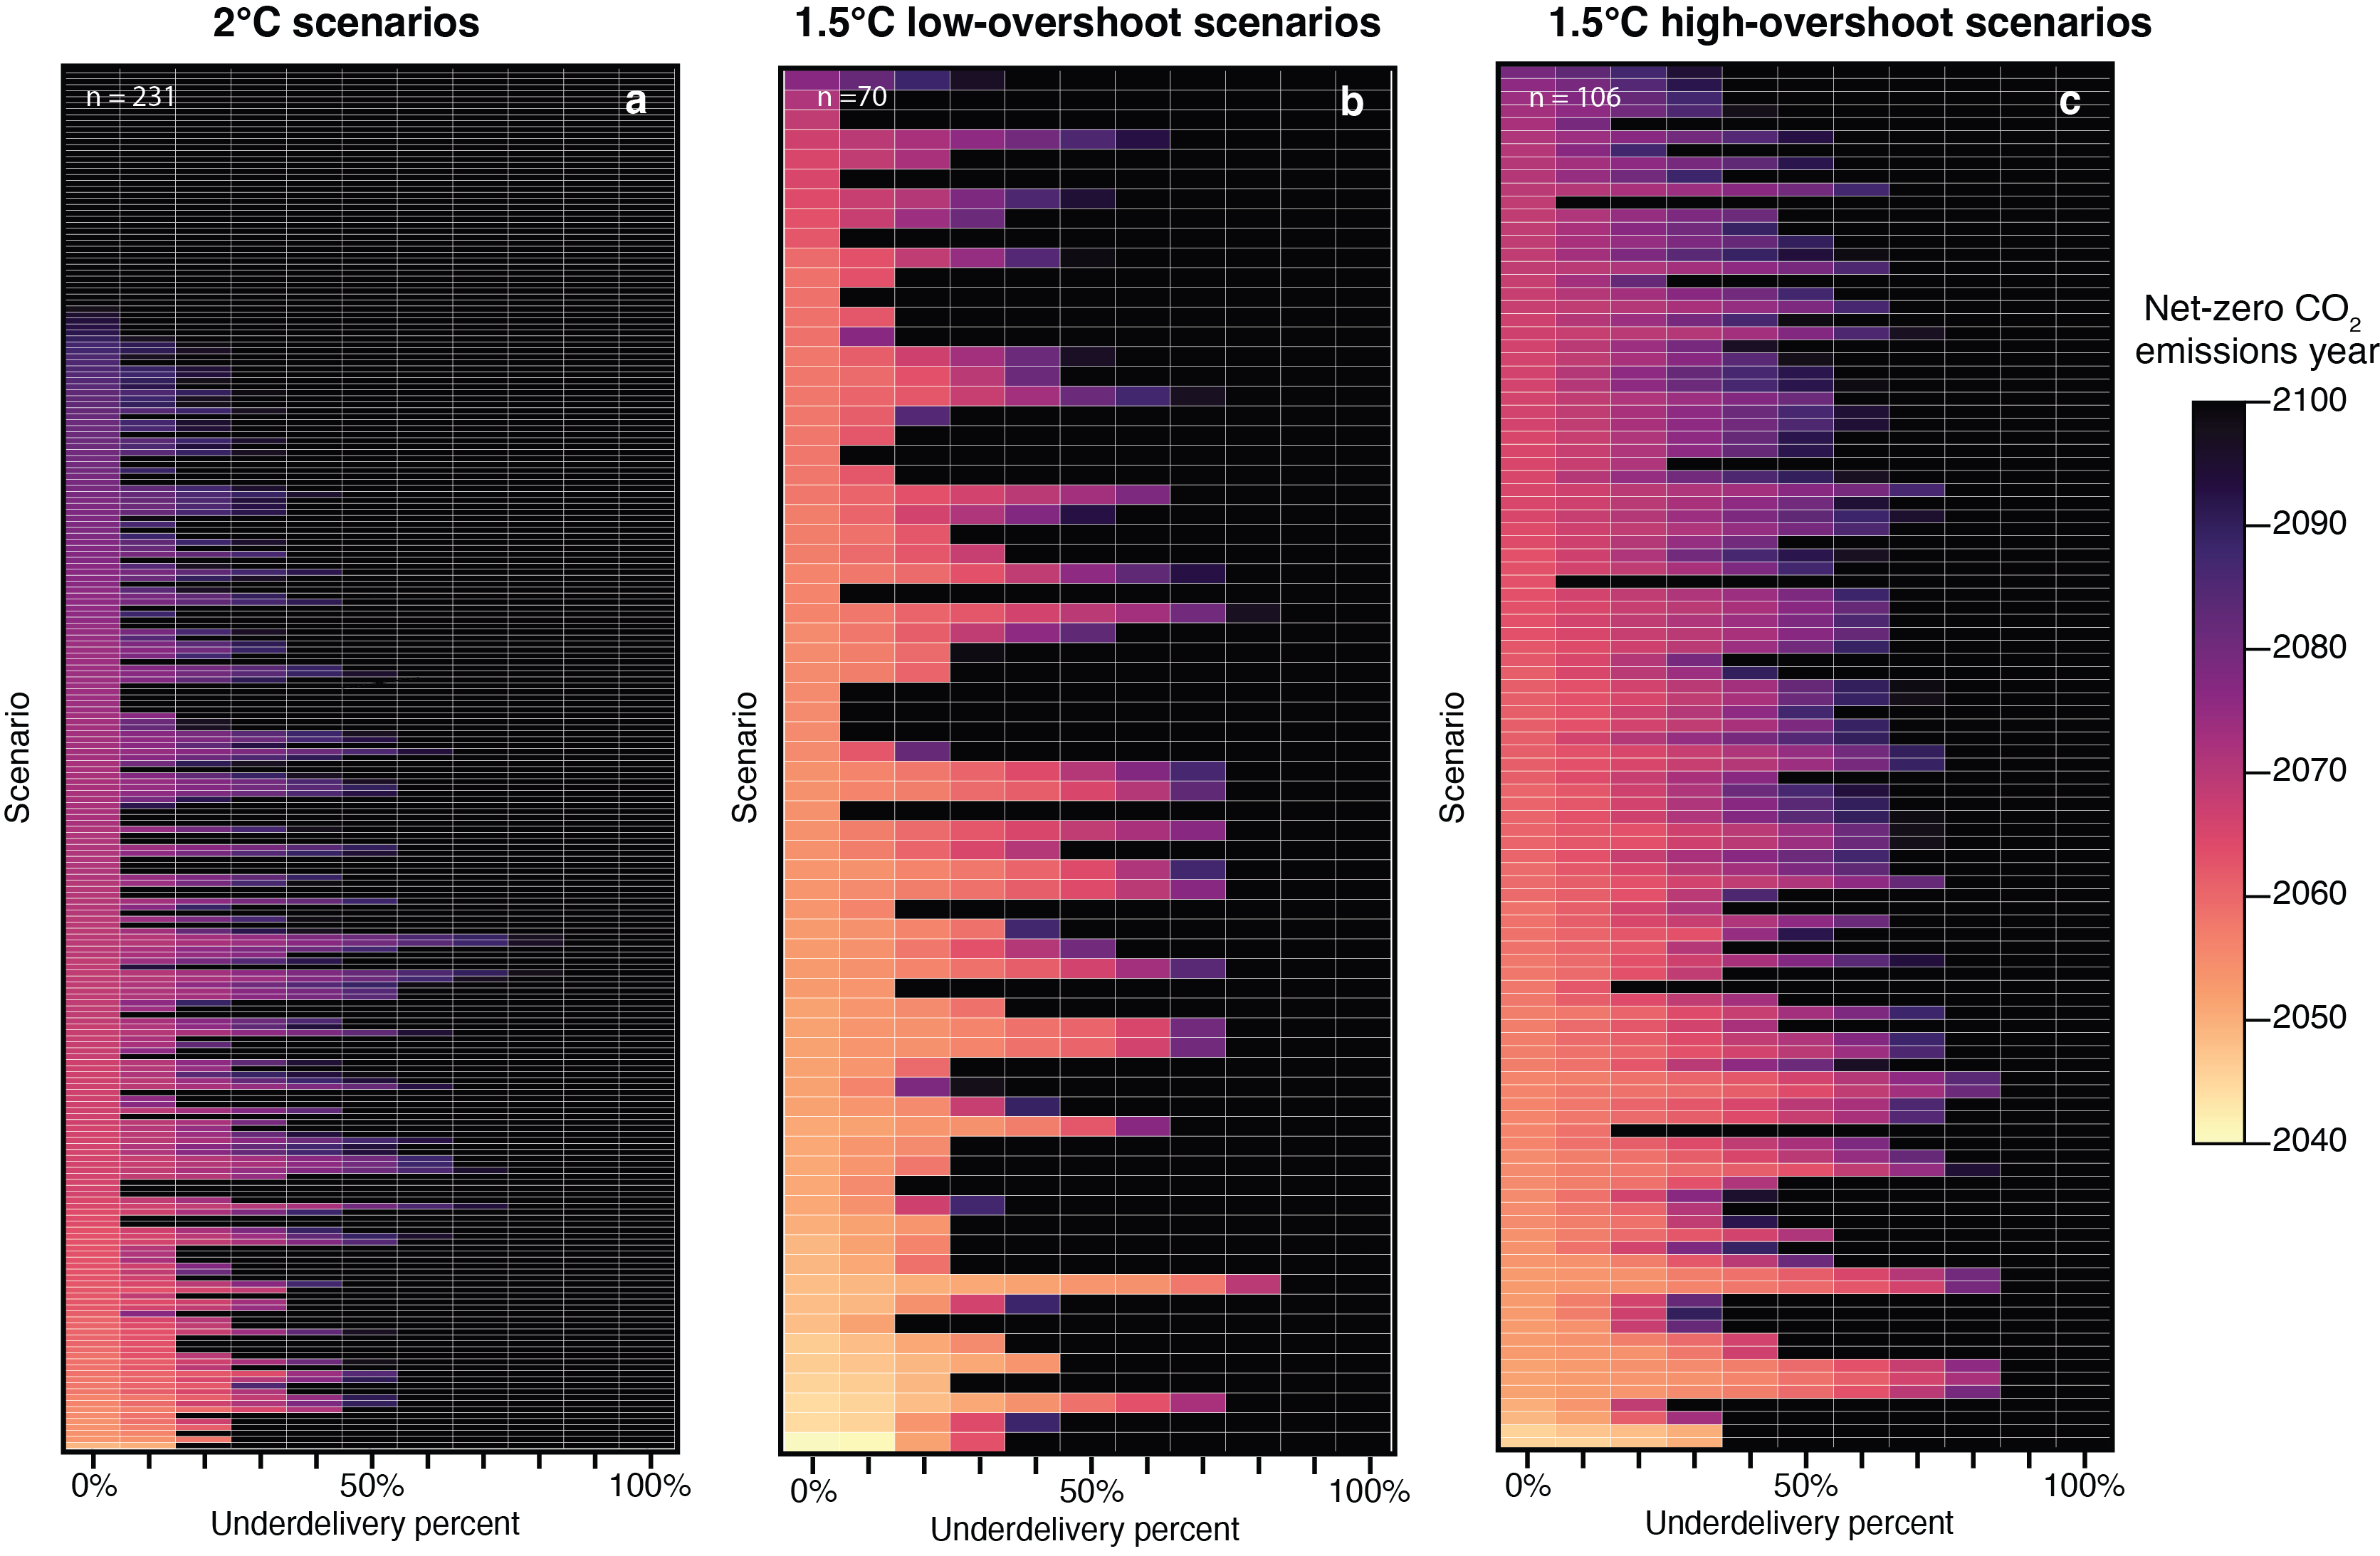 2°C scenarios
1.5°C low-overshoot scenarios
1.5°C high-overshoot scenarios
n = 231
a
n =70
b
n = 106
c
Scenario
Scenario
Scenario
0%
50%
100%
Underdelivery percent
0%
50%
100%
Underdelivery percent
0%
50%
100%
Underdelivery percent
Net-zero CO₂
emissions year
2100
2090
2080
2070
2060
2050
2040